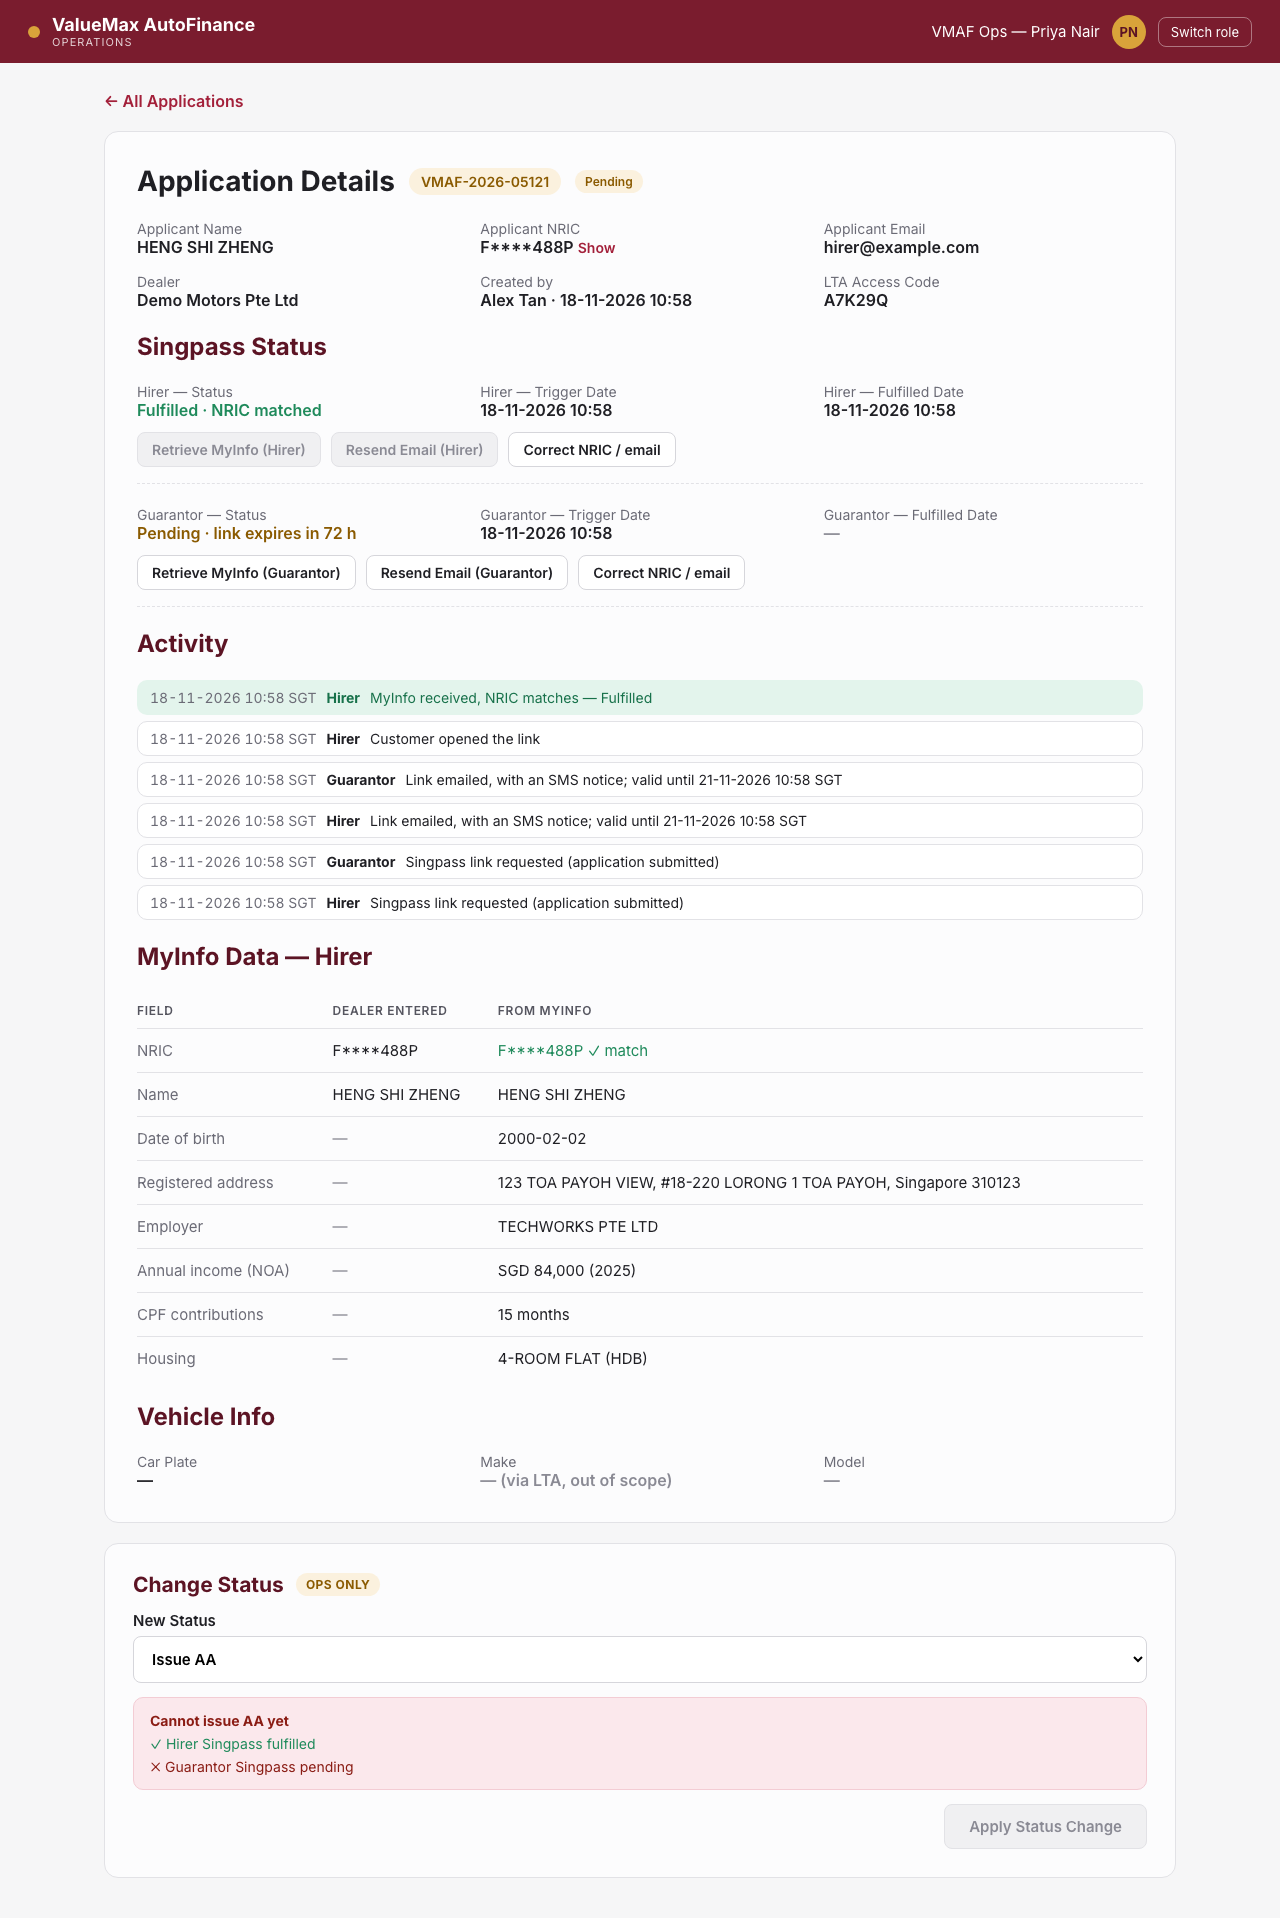 ValueMax AutoFinance
OPERATIONS
VMAF Ops — Priya Nair
PN
Switch role
← All Applications
Application Details
VMAF-2026-05121
Pending
Applicant Name
Applicant NRIC
Applicant Email
HENG SHI ZHENG
F****488P Show
hirer@example.com
Dealer
Created by
LTA Access Code
Demo Motors Pte Ltd
Alex Tan · 18-11-2026 10:58
A7K29Q
Singpass Status
Hirer — Status
Hirer — Trigger Date
Hirer — Fulfilled Date
Fulfilled · NRIC matched
18-11-2026 10:58
18-11-2026 10:58
Retrieve MyInfo (Hirer)
Resend Email (Hirer)
Correct NRIC / email
Guarantor — Status
Guarantor — Trigger Date
Guarantor — Fulfilled Date
Pending · link expires in 72 h
18-11-2026 10:58
—
Retrieve MyInfo (Guarantor)
Resend Email (Guarantor)
Correct NRIC / email
Activity
18-11-2026 10:58 SGT Hirer MyInfo received, NRIC matches — Fulfilled
18-11-2026 10:58 SGT Hirer Customer opened the link
18-11-2026 10:58 SGT Guarantor Link emailed, with an SMS notice; valid until 21-11-2026 10:58 SGT
18-11-2026 10:58 SGT Hirer Link emailed, with an SMS notice; valid until 21-11-2026 10:58 SGT
18-11-2026 10:58 SGT Guarantor Singpass link requested (application submitted)
18-11-2026 10:58 SGT Hirer Singpass link requested (application submitted)
MyInfo Data — Hirer
FIELD DEALER ENTERED FROM MYINFO
NRIC F****488P F****488P ✓ match
Name HENG SHI ZHENG HENG SHI ZHENG
Date of birth — 2000-02-02
Registered address — 123 TOA PAYOH VIEW, #18-220 LORONG 1 TOA PAYOH, Singapore 310123
Employer — TECHWORKS PTE LTD
Annual income (NOA) — SGD 84,000 (2025)
CPF contributions — 15 months
Housing — 4-ROOM FLAT (HDB)
Vehicle Info
Car Plate
Make
Model
—
— (via LTA, out of scope)
—
Change Status
OPS ONLY
New Status
Issue AA
Cannot issue AA yet
✓ Hirer Singpass fulfilled
✕ Guarantor Singpass pending
Apply Status Change